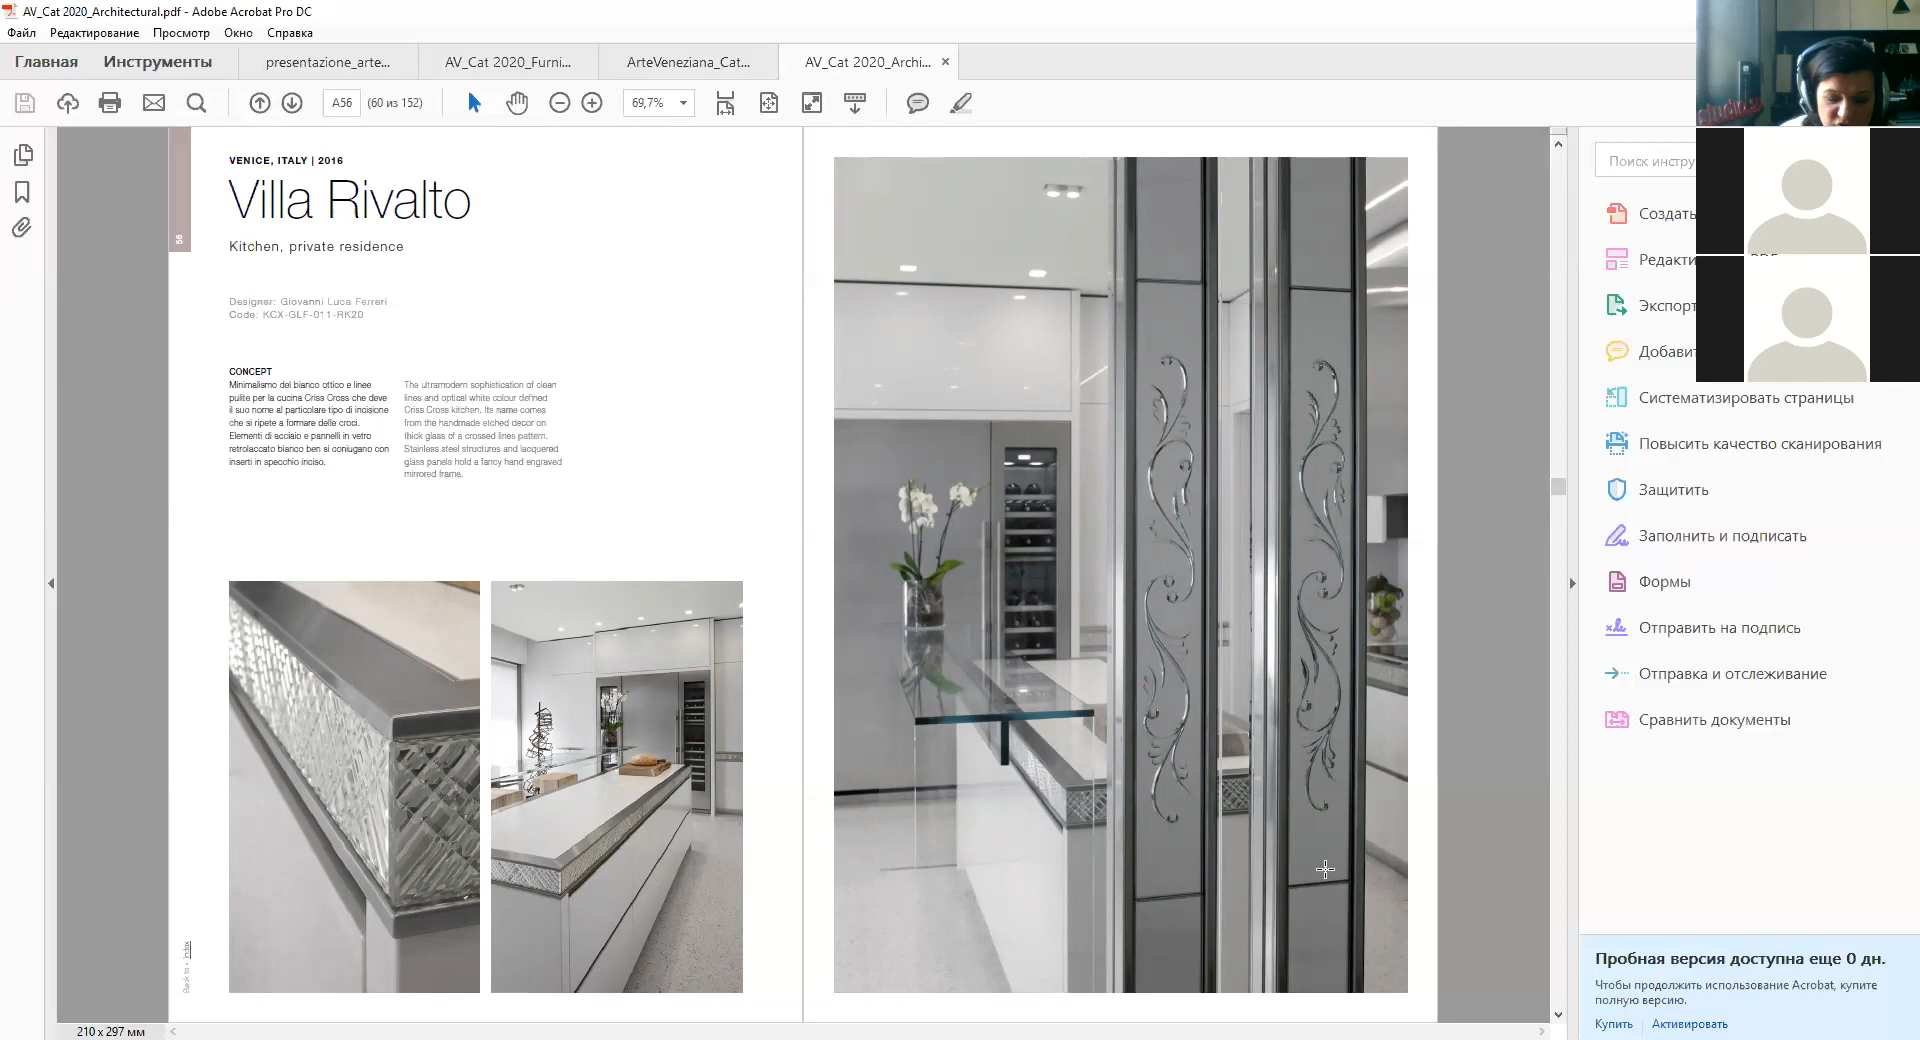 AV_Cat 2020_Architectural.pdf - Adobe Acrobat Pro DC
Файл Редактирование Просмотр Окно Справка
Главная Инструменты presentazione_arte... AV_Cat 2020_Furni... ArteVeneziana_Cat... AV_Cat 2020_Archi... ×
A56 (60 из 152) 69,7%
56
VENICE, ITALY | 2016
Villa Rivalto
Kitchen, private residence
Designer: Giovanni Luca Ferreri
Code: KCX-GLF-011-RK20
CONCEPT
Minimalismo del bianco ottico e linee
pulite per la cucina Criss Cross che deve
il suo nome al particolare tipo di incisione
che si ripete a formare delle croci.
Elementi di acciaio e pannelli in vetro
retrolaccato bianco ben si coniugano con
inserti in specchio inciso.
The ultramodern sophistication of clean
lines and optical white colour defined
Criss Cross kitchen. Its name comes
from the handmade etched decor on
thick glass of a crossed lines pattern.
Stainless steel structures and lacquered
glass panels hold a fancy hand engraved
mirrored frame.
Back to • Index
210 x 297 мм
Поиск инстру
Создать
Редакти
Экспорт
Добавит
Систематизировать страницы
Повысить качество сканирования
Защитить
Заполнить и подписать
Формы
Отправить на подпись
Отправка и отслеживание
Сравнить документы
Пробная версия доступна еще 0 дн.
Чтобы продолжить использование Acrobat, купите
полную версию.
Купить Активировать